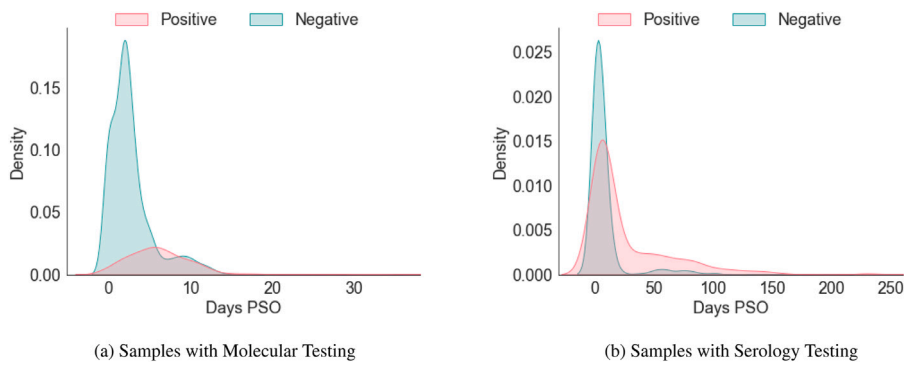 Positive Negative
0.15
0.10
0.05
0.00
Density
0 10 20 30
Days PSO
(a) Samples with Molecular Testing
Positive Negative
0.025
0.020
0.015
0.010
0.005
0.000
Density
0 50 100 150 200 250
Days PSO
(b) Samples with Serology Testing